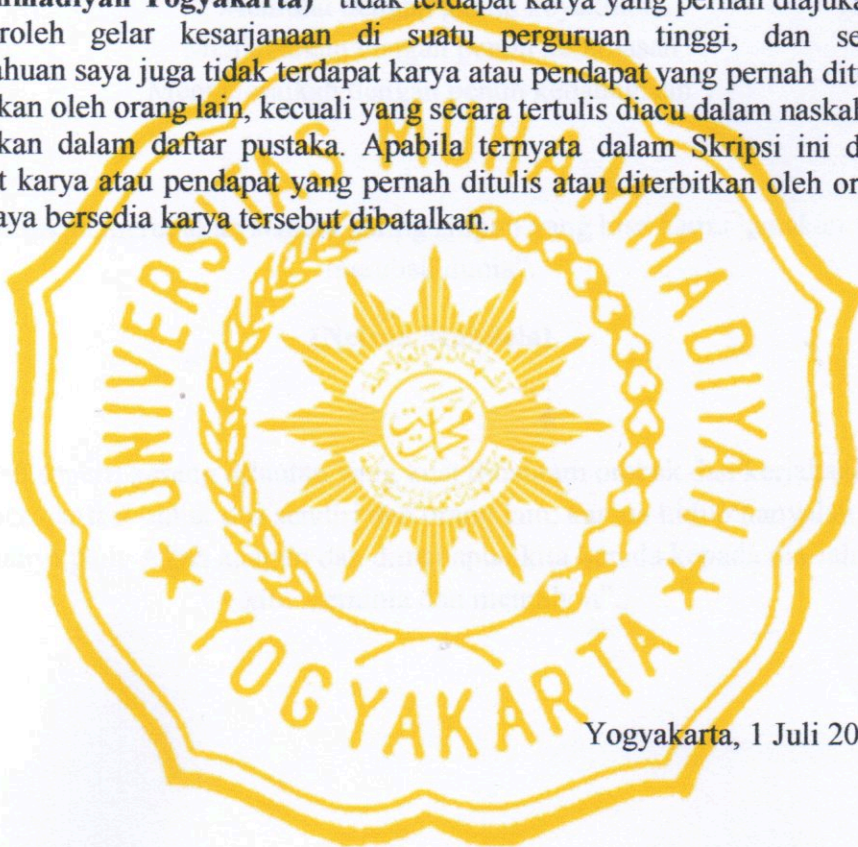 madiyah Yogyakarta)" tidak terdapat karya yang pernah diajuka
roleh gelar kesarjanaan di suatu perguruan tinggi, dan se
ahuan saya juga tidak terdapat karya atau pendapat yang pernah dit
kan oleh orang lain, kecuali yang secara tertulis diacu dalam naskal
kan dalam daftar pustaka. Apabila ternyata dalam Skripsi ini d
t karya atau pendapat yang pernah ditulis atau diterbitkan oleh or
aya bersedia karya tersebut dibatalkan.
UNIVERSITAS MUHAMMADIYAH
YOGYAKARTA
Yogyakarta, 1 Juli 20